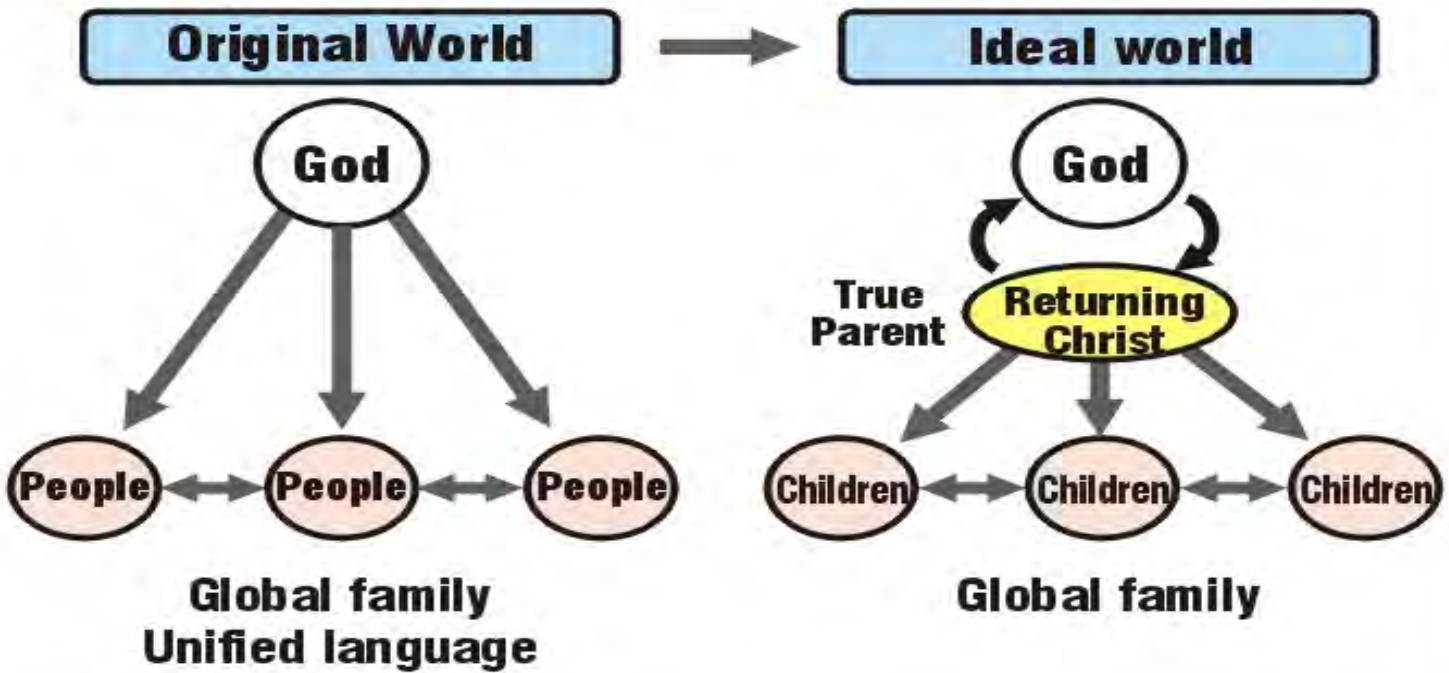 Original World
Ideal world
God
People
People
People
Global family
Unified language
God
True
Parent
Returning
Christ
Children
Children
Children
Global family